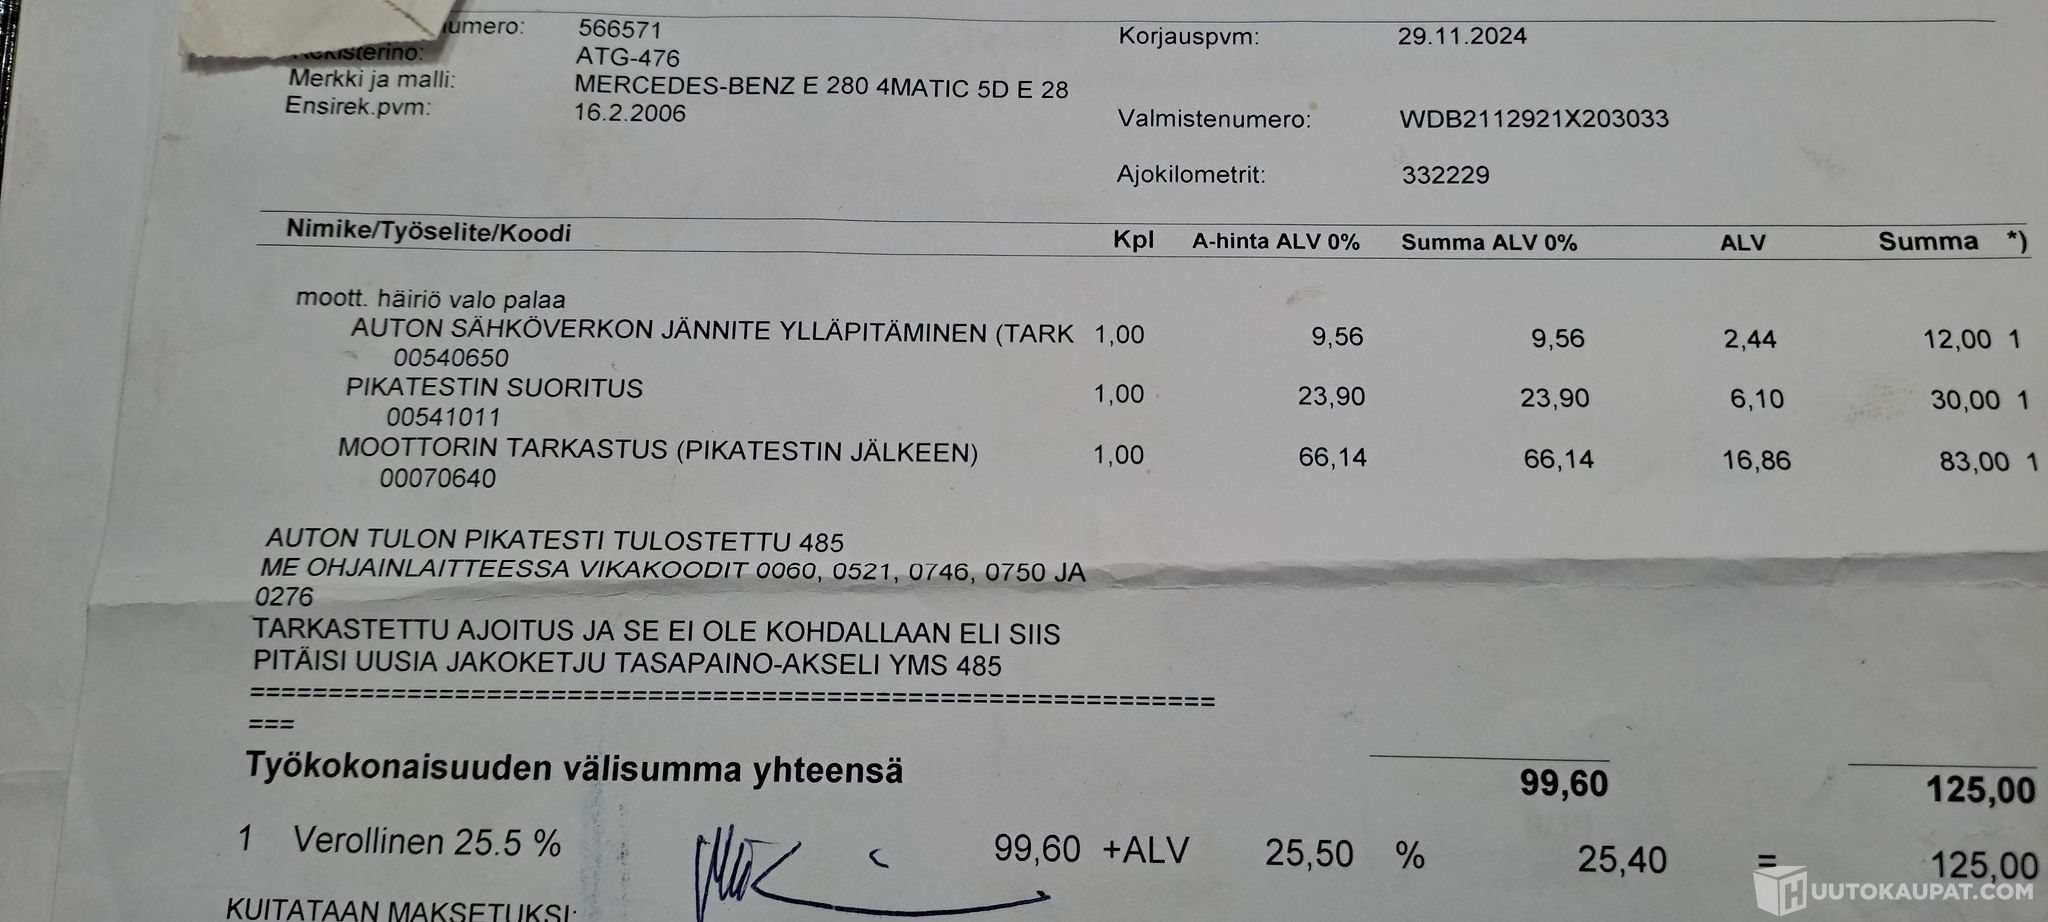 umero: 566571 Korjauspvm: 29.11.2024
Rekisterino: ATG-476
Merkki ja malli: MERCEDES-BENZ E 280 4MATIC 5D E 28
Ensirek.pvm: 16.2.2006 Valmistenumero: WDB2112921X203033
Ajokilometrit: 332229
Nimike/Työselite/Koodi Kpl A-hinta ALV 0% Summa ALV 0% ALV Summa *)
moott. häiriö valo palaa
AUTON SÄHKÖVERKON JÄNNITE YLLÄPITÄMINEN (TARK 1,00 9,56 9,56 2,44 12,00 1
00540650
PIKATESTIN SUORITUS 1,00 23,90 23,90 6,10 30,00 1
00541011
MOOTTORIN TARKASTUS (PIKATESTIN JÄLKEEN) 1,00 66,14 66,14 16,86 83,00 1
00070640
AUTON TULON PIKATESTI TULOSTETTU 485
ME OHJAINLAITTEESSA VIKAKOODIT 0060, 0521, 0746, 0750 JA
0276
TARKASTETTU AJOITUS JA SE EI OLE KOHDALLAAN ELI SIIS
PITÄISI UUSIA JAKOKETJU TASAPAINO-AKSELI YMS 485
==============================================================
===
Työkokonaisuuden välisumma yhteensä 99,60 125,00
1 Verollinen 25.5 % 99,60 +ALV 25,50 % 25,40 = 125,00
KUITATAAN MAKSETUKSI:
HUUTOKAUPAT.COM